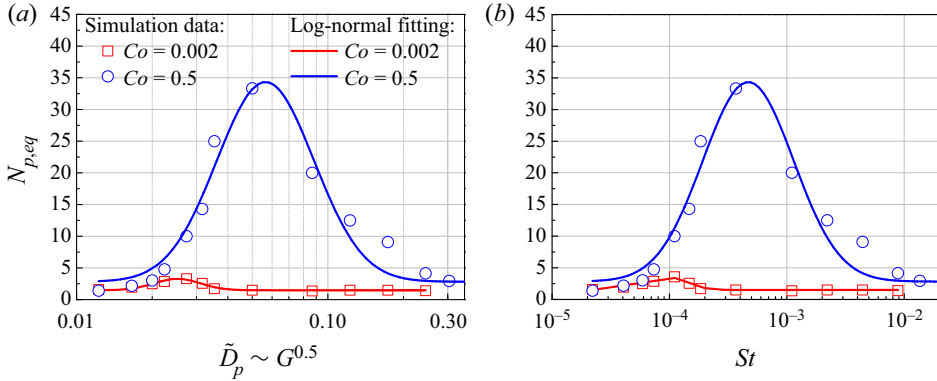 (a)
Simulation data: Log-normal fitting:
Co = 0.002 Co = 0.002
Co = 0.5 Co = 0.5
45
40
35
30
25
20
15
10
5
0
N_{p,eq}
0.01 0.10 0.30
D̃_p ~ G^{0.5}
(b)
45
40
35
30
25
20
15
10
5
0
10^{−5} 10^{−4} 10^{−3} 10^{−2}
St